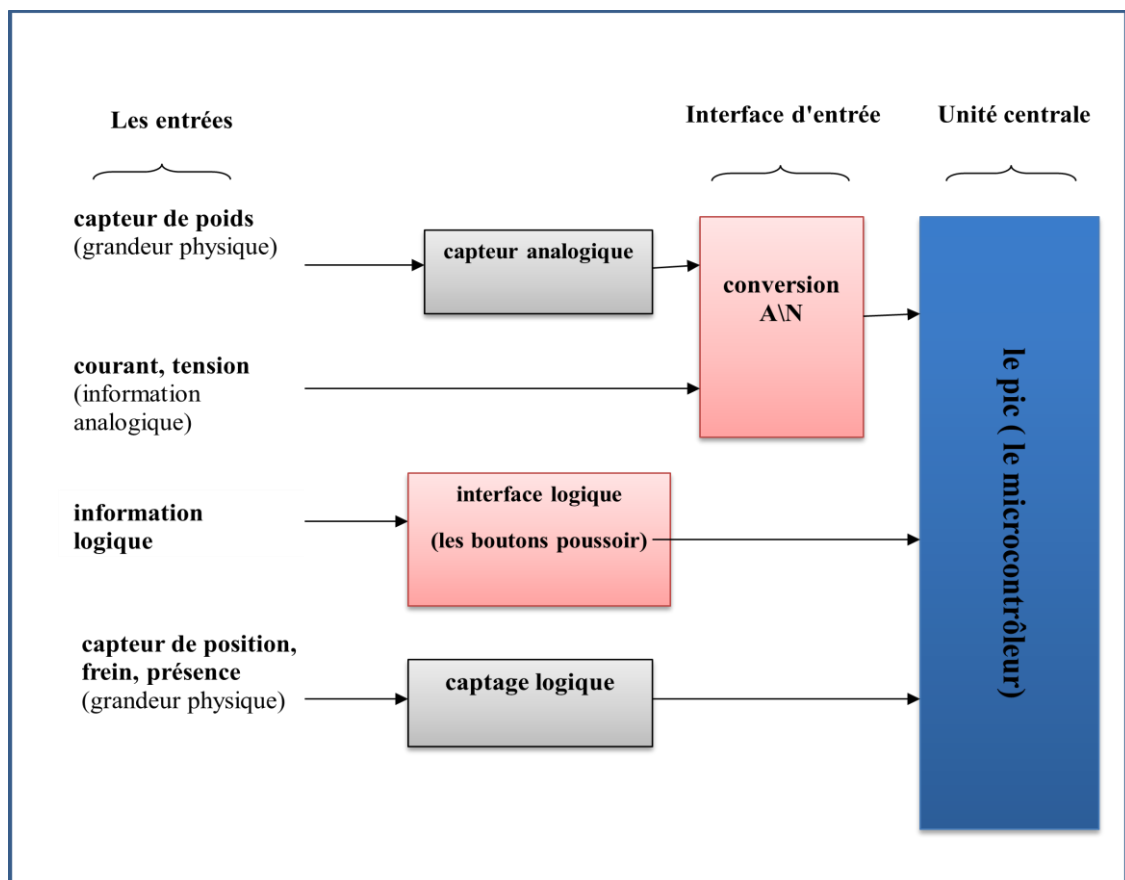 Les entrées
Interface d'entrée
Unité centrale
capteur de poids
(grandeur physique)
capteur analogique
conversion
A\N
courant, tension
(information
analogique)
information
logique
interface logique
(les boutons poussoir)
capteur de position,
frein, présence
(grandeur physique)
captage logique
le pic ( le microcontrôleur)